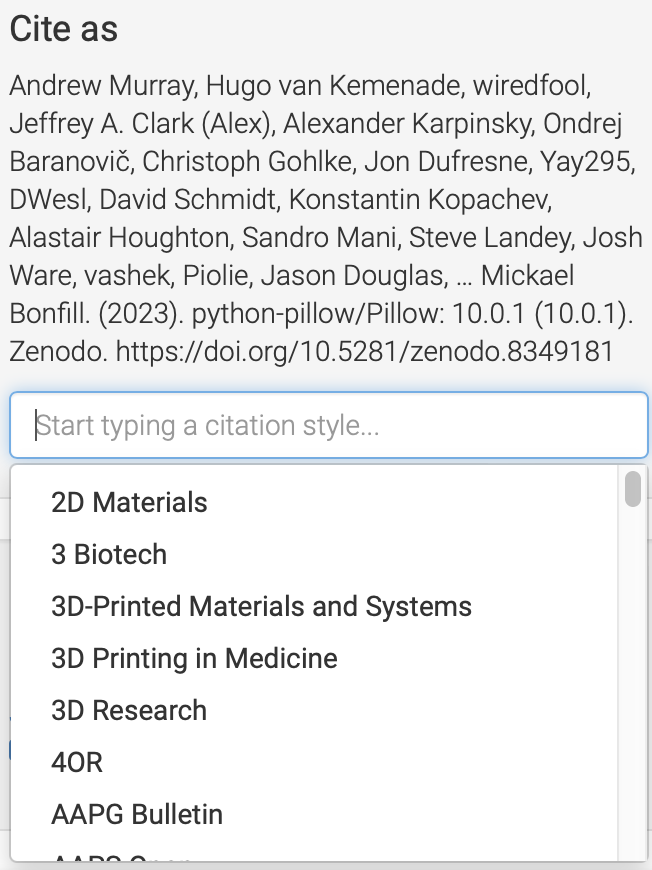 Cite as
Andrew Murray, Hugo van Kemenade, wiredfool,
Jeffrey A. Clark (Alex), Alexander Karpinsky, Ondrej
Baranovič, Christoph Gohlke, Jon Dufresne, Yay295,
DWesl, David Schmidt, Konstantin Kopachev,
Alastair Houghton, Sandro Mani, Steve Landey, Josh
Ware, vashek, Piolie, Jason Douglas, … Mickael
Bonfill. (2023). python-pillow/Pillow: 10.0.1 (10.0.1).
Zenodo. https://doi.org/10.5281/zenodo.8349181
Start typing a citation style...
2D Materials
3 Biotech
3D-Printed Materials and Systems
3D Printing in Medicine
3D Research
4OR
AAPG Bulletin